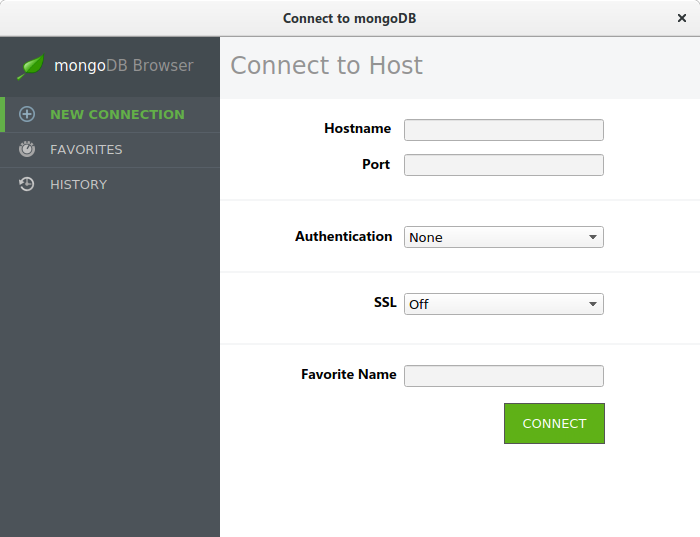 Connect to mongoDB
mongoDB Browser
NEW CONNECTION
FAVORITES
HISTORY
Connect to Host
Hostname
Port
Authentication None
SSL Off
Favorite Name
CONNECT